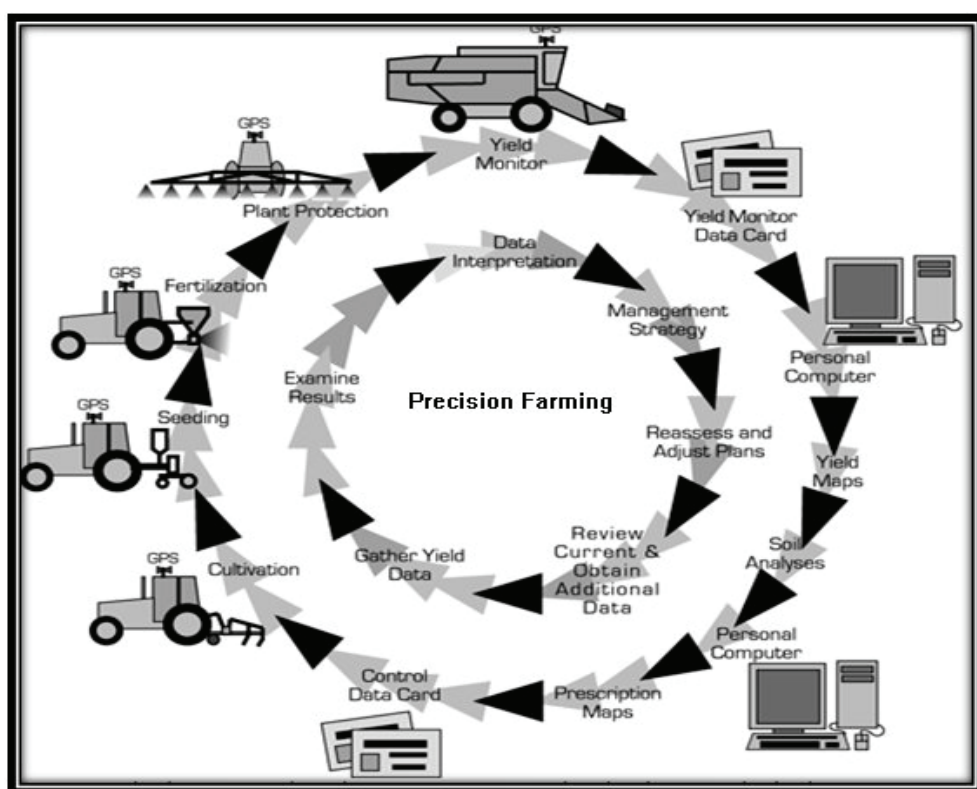 GPS
Yield
Monitor
GPS
Plant Protection
Yield Monitor
Data Card
Data
Interpretation
GPS
Fertilization
Management
Strategy
Personal
Computer
Examine
Results
Precision Farming
GPS
Seeding
Reassess and
Adjust Plans
Yield
Maps
Review
Current &
Obtain
Additional
Data
Soil
Analyses
Gather Yield
Data
GPS
Cultivation
Personal
Computer
Control
Data Card
Prescription
Maps